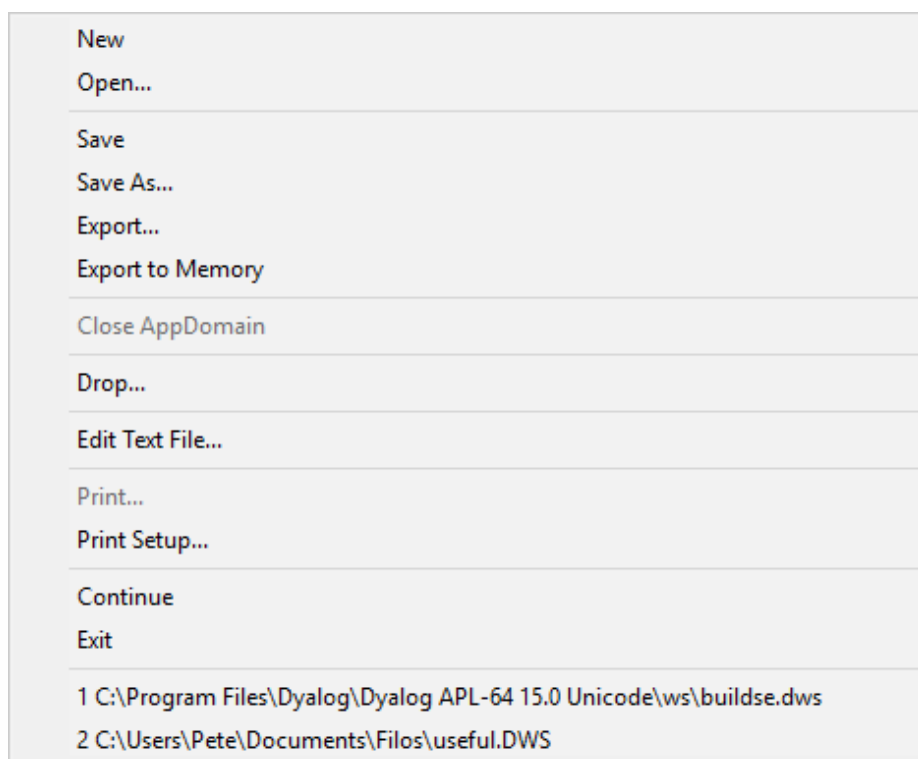 New
Open...
Save
Save As...
Export...
Export to Memory
Close AppDomain
Drop...
Edit Text File...
Print...
Print Setup...
Continue
Exit
1 C:\Program Files\Dyalog\Dyalog APL-64 15.0 Unicode\ws\buildse.dws
2 C:\Users\Pete\Documents\Filos\useful.DWS